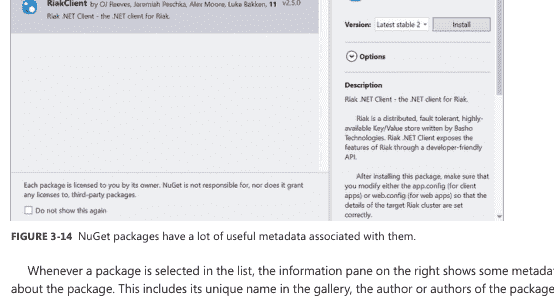 RiakClient by OJ Reeves, Jeremiah Peschka, Alex Moore, Luke Bakken, 11 v2.5.0
Riak .NET Client - the .NET client for Riak.
Each package is licensed to you by its owner. NuGet is not responsible for, nor does it grant
any licenses to, third-party packages.
Do not show this again
Version: Latest stable 2 Install
Options
Description
Riak .NET Client - the .NET client for Riak.
Riak is a distributed, fault tolerant, highly-
available Key/Value store written by Basho
Technologies. Riak .NET Client exposes the
features of Riak through a developer-friendly
API.
After installing this package, make sure that
you modify either the app.config (for client
apps) or web.config (for web apps) so that the
details of the target Riak cluster are set
correctly.
FIGURE 3-14 NuGet packages have a lot of useful metadata associated with them.
Whenever a package is selected in the list, the information pane on the right shows some metada
about the package. This includes its unique name in the gallery, the author or authors of the package